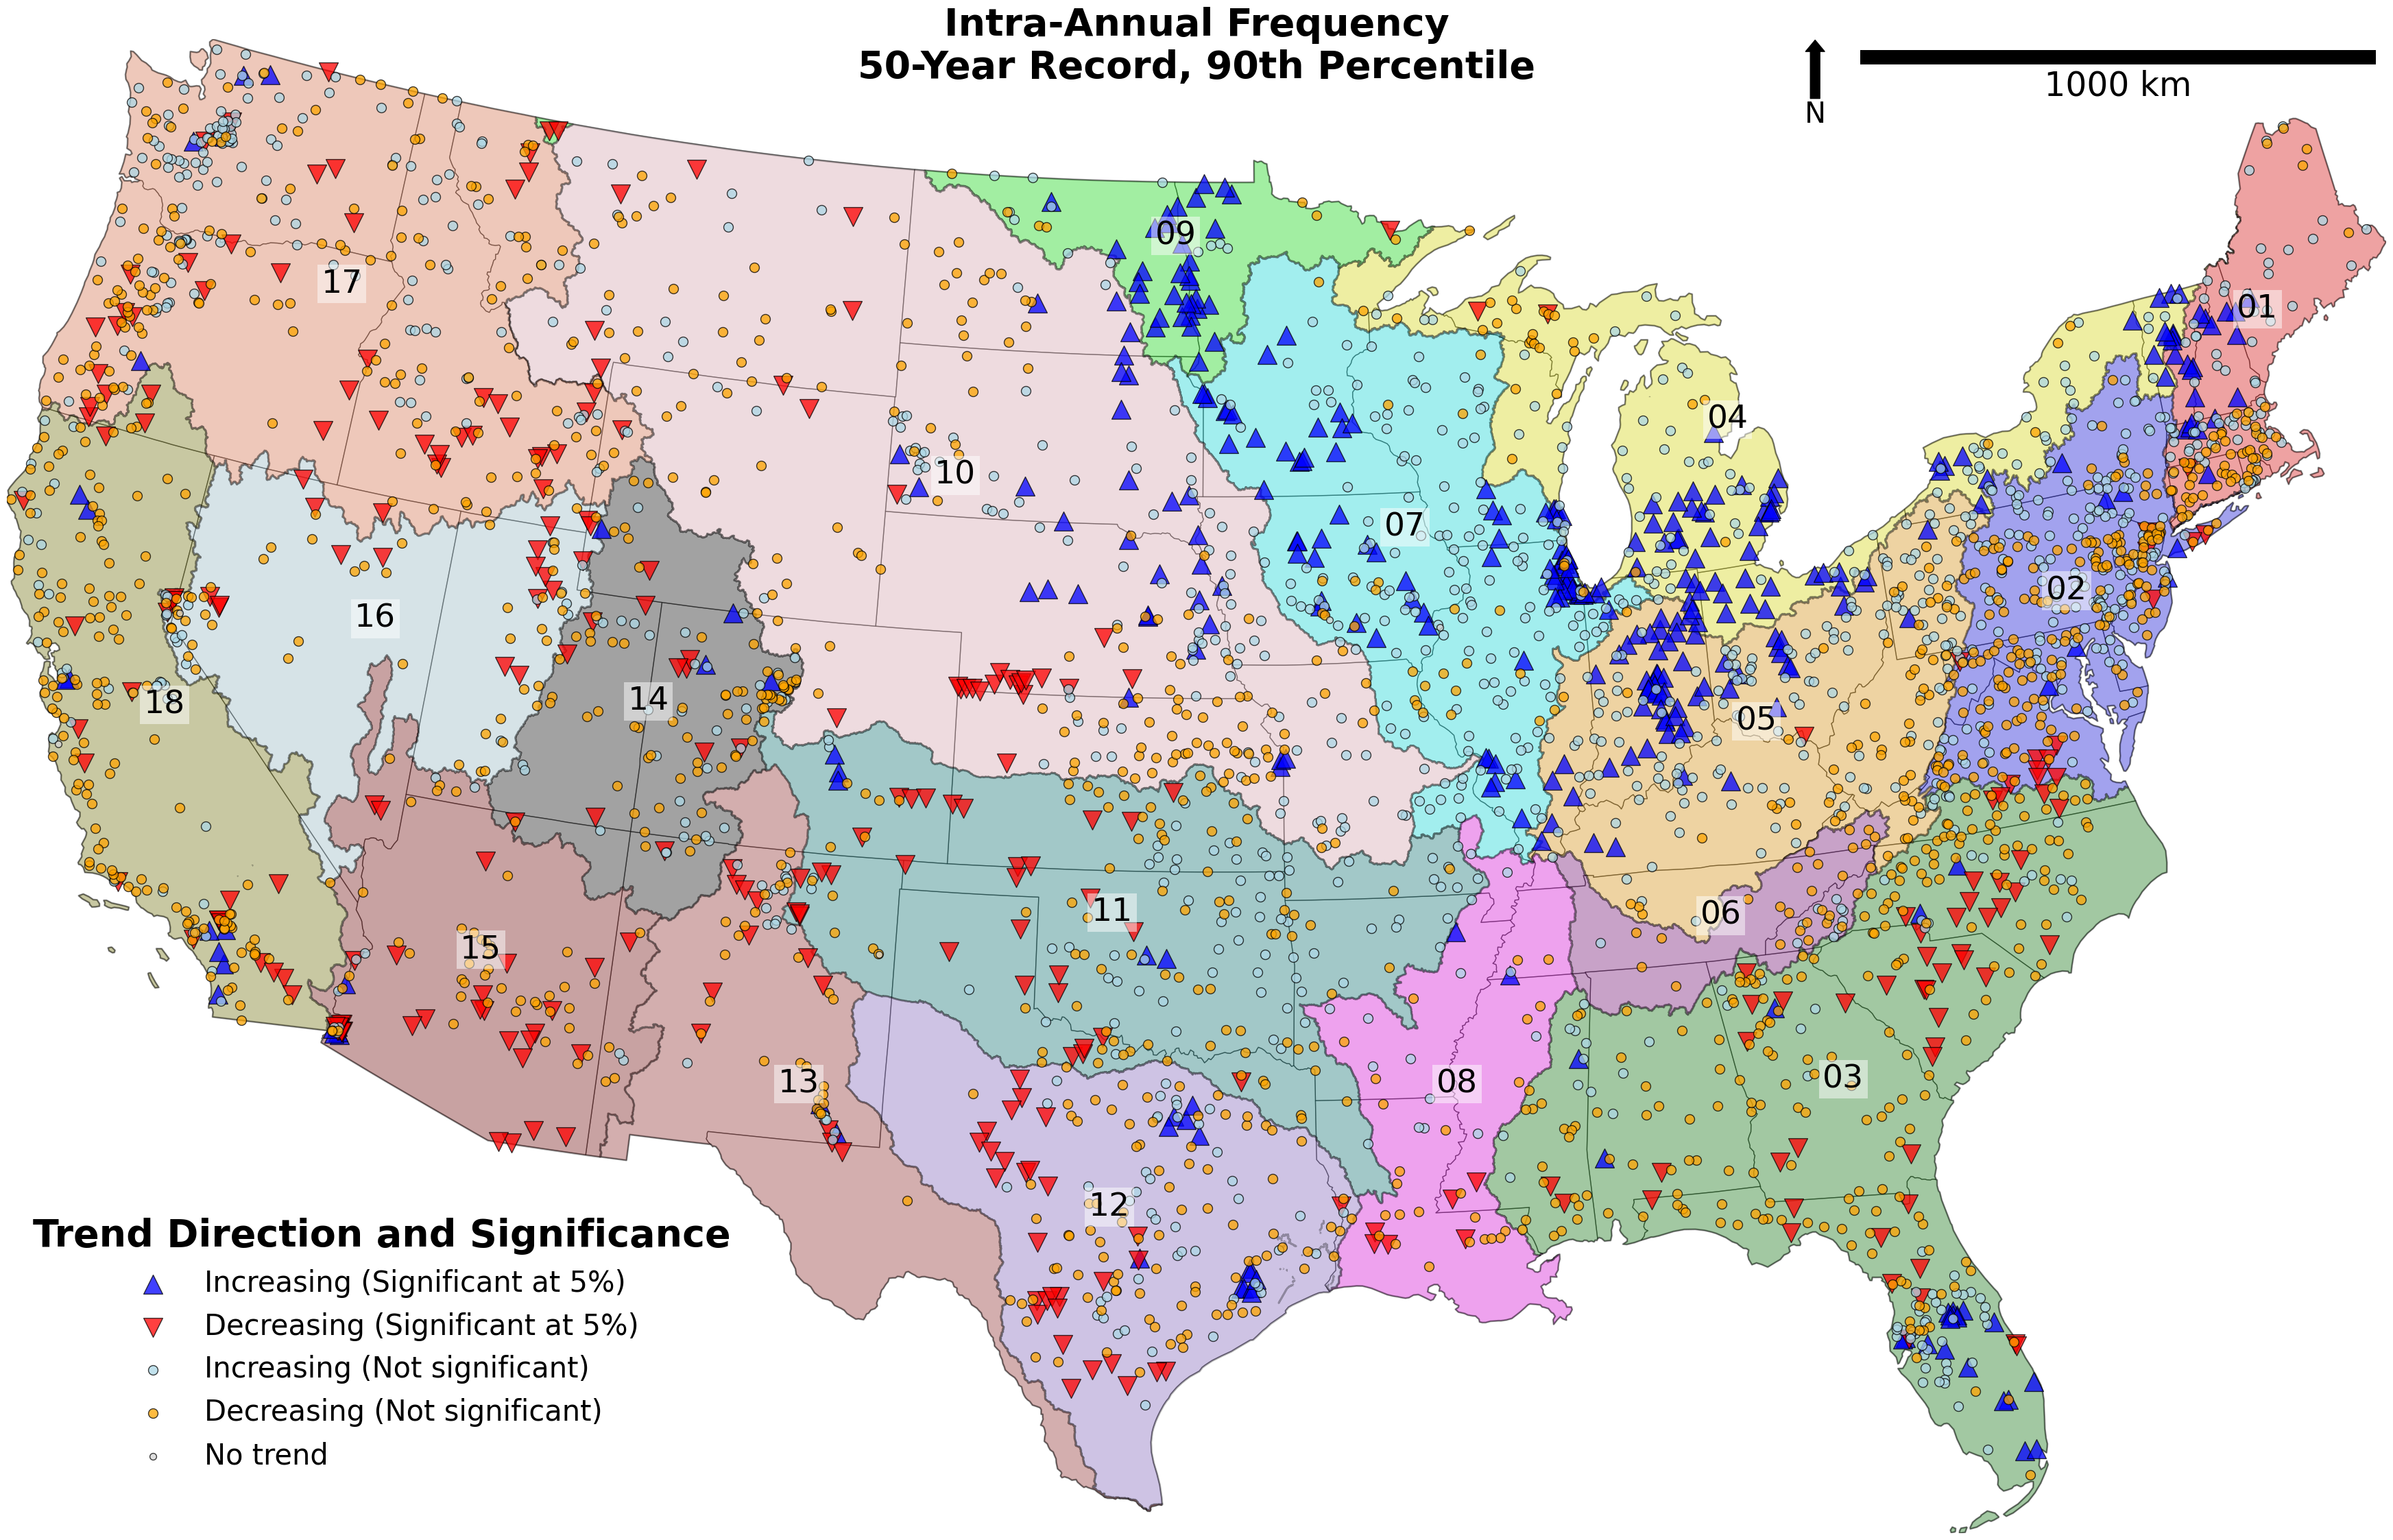 Intra-Annual Frequency
50-Year Record, 90th Percentile
N
1000 km
09
01
17
04
10
07
16
02
18
14
05
11
06
15
13
08
03
12
Trend Direction and Significance
Increasing (Significant at 5%)
Decreasing (Significant at 5%)
Increasing (Not significant)
Decreasing (Not significant)
No trend